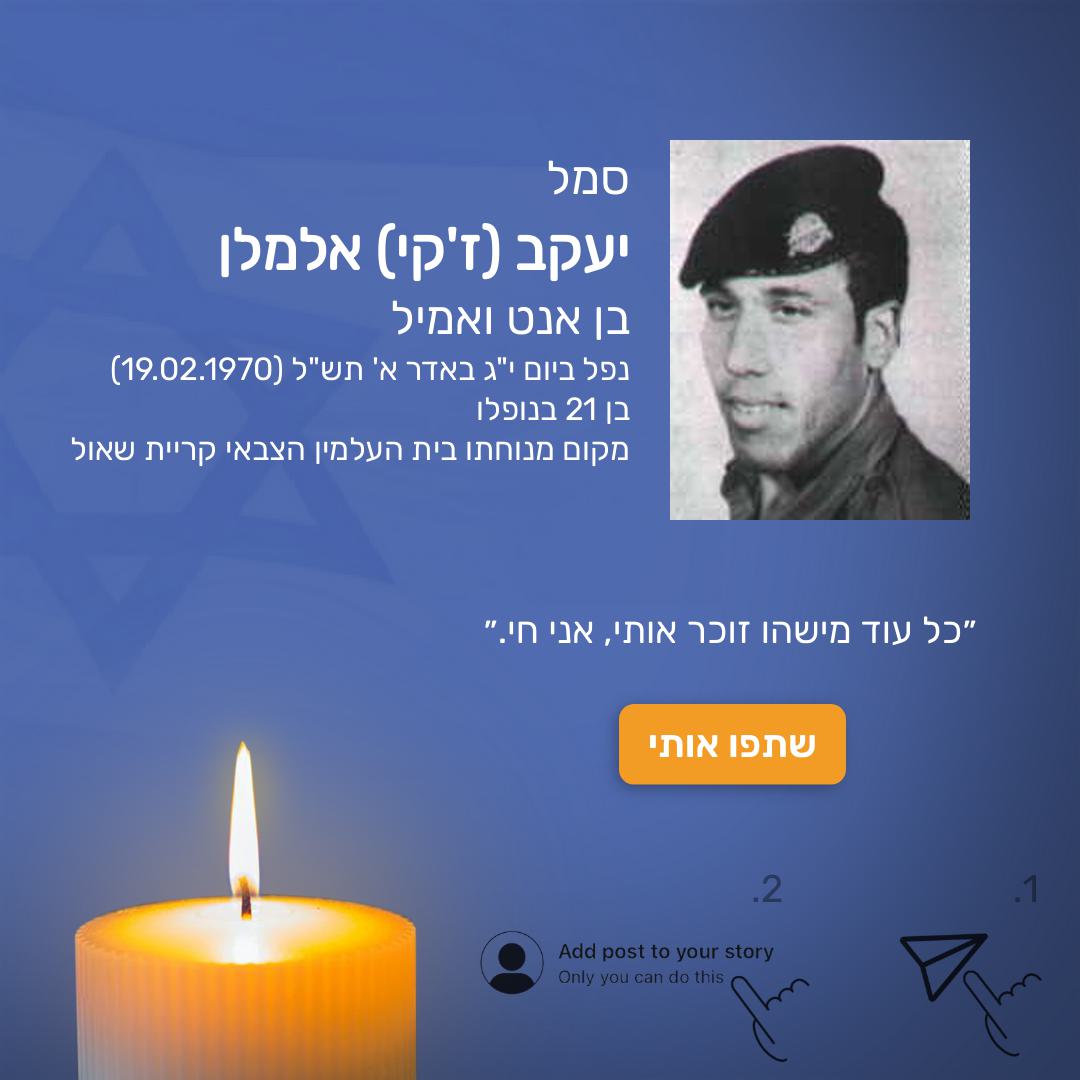 סמל
יעקב (ז'קי) אלמלן
בן אנט ואמיל
נפל ביום י"ג באדר א' תש"ל (19.02.1970)
בן 21 בנופלו
מקום מנוחתו בית העלמין הצבאי קריית שאול
״כל עוד מישהו זוכר אותי, אני חי.״
שתפו אותי
.1
.2
Add post to your story
Only you can do this